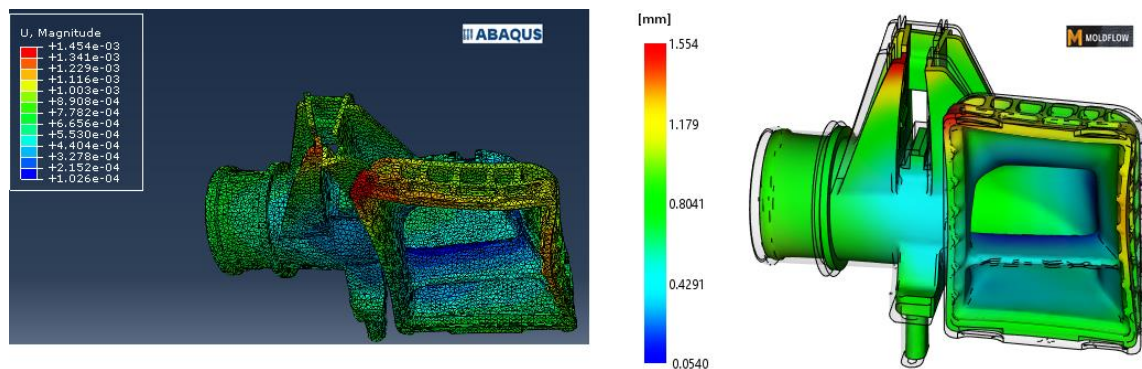 U, Magnitude
+1.454e-03
+1.341e-03
+1.229e-03
+1.116e-03
+1.003e-03
+8.908e-04
+7.782e-04
+6.656e-04
+5.530e-04
+4.404e-04
+3.278e-04
+2.152e-04
+1.026e-04
ABAQUS
[mm]
1.554
1.179
0.8041
0.4291
0.0540
MOLDFLOW